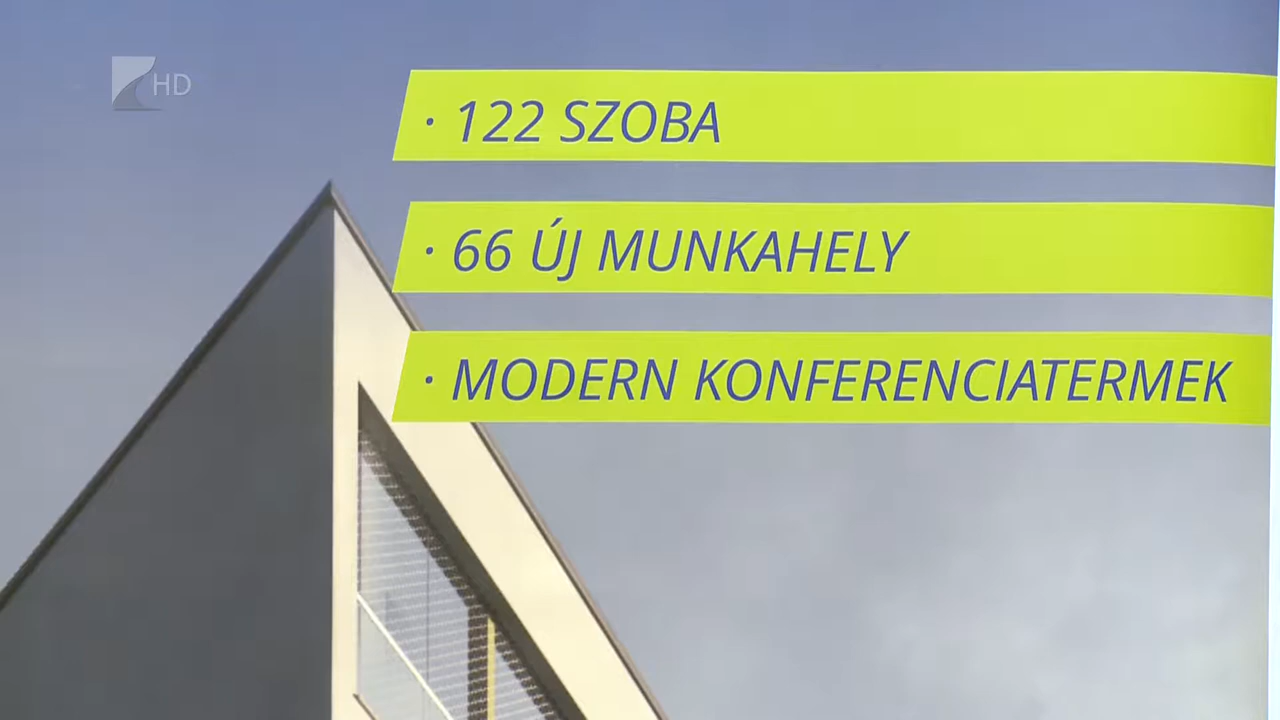 HD
· 122 SZOBA
· 66 ÚJ MUNKAHELY
· MODERN KONFERENCIATERMEK